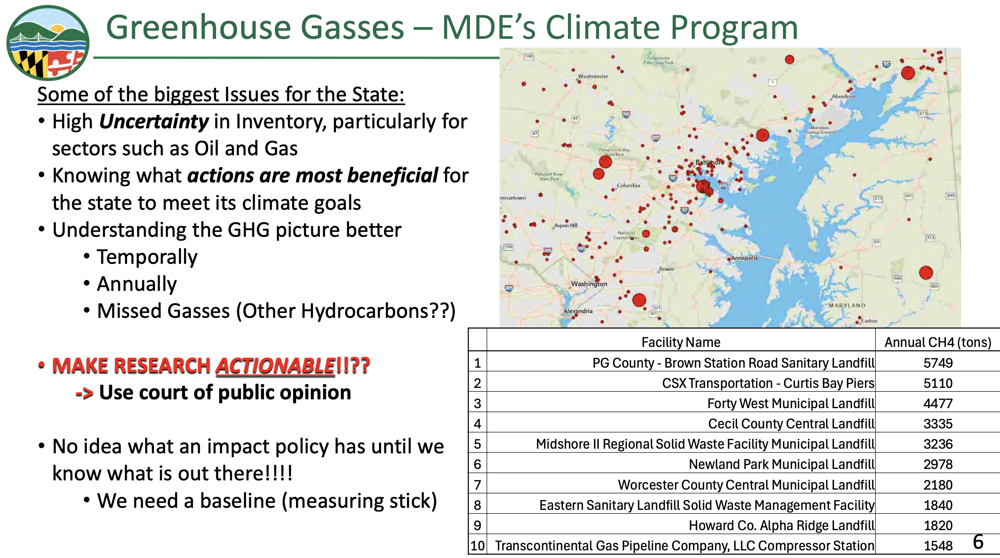 Greenhouse Gasses – MDE's Climate Program
Some of the biggest Issues for the State:
• High Uncertainty in Inventory, particularly for
sectors such as Oil and Gas
• Knowing what actions are most beneficial for
the state to meet its climate goals
• Understanding the GHG picture better
• Temporally
• Annually
• Missed Gasses (Other Hydrocarbons??)
• MAKE RESEARCH ACTIONABLE!!??
-> Use court of public opinion
• No idea what an impact policy has until we
know what is out there!!!!
• We need a baseline (measuring stick)
140
Gunpowder
Falls State Park
95
Westminster
1
Aberdeen
795
97
213
27
Aberdeen
Proving Ground
695
Patapsco Valley
State Park
Baltimore
Patuxent River
State Park
95
Columbia
695
ermantown
213
301
300
97
Aspen Hill
National
Capital Parks
190
495
495
301
313
Annapolis
Bowie
Washington
404
495
404
MARYLAND
301
301
Alexandria
Easton
Facility Name Annual CH4 (tons)
1 PG County - Brown Station Road Sanitary Landfill 5749
2 CSX Transportation - Curtis Bay Piers 5110
3 Forty West Municipal Landfill 4477
4 Cecil County Central Landfill 3335
5 Midshore II Regional Solid Waste Facility Municipal Landfill 3236
6 Newland Park Municipal Landfill 2978
7 Worcester County Central Municipal Landfill 2180
8 Eastern Sanitary Landfill Solid Waste Management Facility 1840
9 Howard Co. Alpha Ridge Landfill 1820
10 Transcontinental Gas Pipeline Company, LLC Compressor Station 1548
6